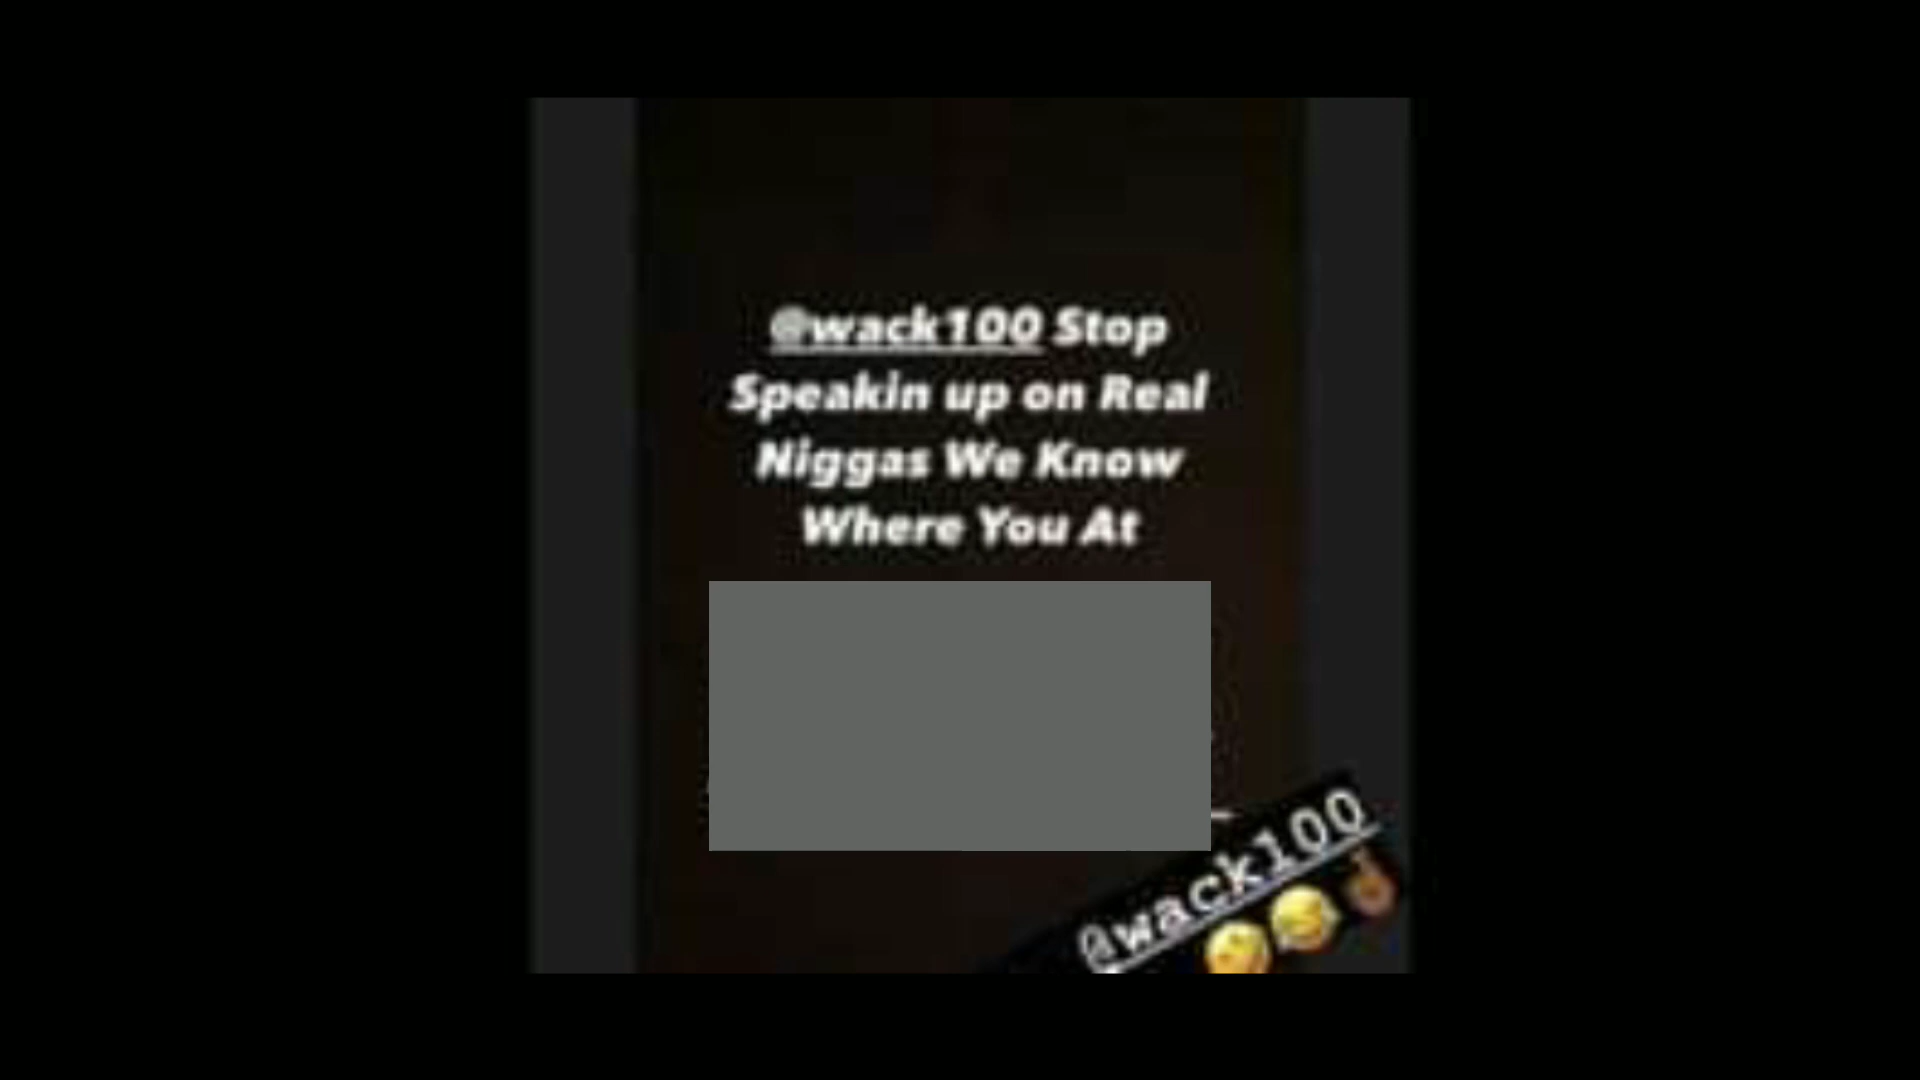 @wack100 Stop
Speakin up on Real
Niggas We Know
Where You At
@wack100